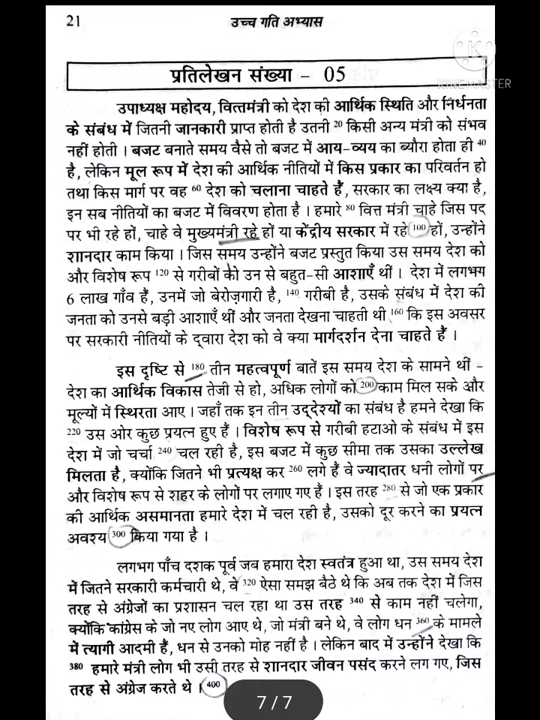 21
उच्च गति अभ्यास
KINEMASTER
प्रतिलेखन संख्या - 05
उपाध्यक्ष महोदय, वित्तमंत्री को देश की आर्थिक स्थिति और निर्धनता
के संबंध में जितनी जानकारी प्राप्त होती है उतनी 20 किसी अन्य मंत्री को संभव
नहीं होती । बजट बनाते समय वैसे तो बजट में आय-व्यय का ब्यौरा होता ही 40
है, लेकिन मूल रूप में देश की आर्थिक नीतियों में किस प्रकार का परिवर्तन हो
तथा किस मार्ग पर वह 60 देश को चलाना चाहते हैं, सरकार का लक्ष्य क्या है,
इन सब नीतियों का बजट में विवरण होता है । हमारे 80 वित्त मंत्री चाहे जिस पद
पर भी रहे हों, चाहे वे मुख्यमंत्री रहे हों या केंद्रीय सरकार में रहे 100 हों, उन्होंने
शानदार काम किया । जिस समय उन्होंने बजट प्रस्तुत किया उस समय देश को
और विशेष रूप 120 से गरीबों को उन से बहुत-सी आशाएँ थीं । देश में लगभग
6 लाख गाँव हैं, उनमें जो बेरोज़गारी है, 140 गरीबी है, उसके संबंध में देश की
जनता को उनसे बड़ी आशाएँ थीं और जनता देखना चाहती थी 160 कि इस अवसर
पर सरकारी नीतियों के द्वारा देश को वे क्या मार्गदर्शन देना चाहते हैं ।
इस दृष्टि से 180 तीन महत्वपूर्ण बातें इस समय देश के सामने थीं -
देश का आर्थिक विकास तेजी से हो, अधिक लोगों को 200 काम मिल सके और
मूल्यों में स्थिरता आए । जहाँ तक इन तीन उद्देश्यों का संबंध है हमने देखा कि
220 उस ओर कुछ प्रयत्न हुए हैं । विशेष रूप से गरीबी हटाओ के संबंध में इस
देश में जो चर्चा 240 चल रही है, इस बजट में कुछ सीमा तक उसका उल्लेख
मिलता है, क्योंकि जितने भी प्रत्यक्ष कर 260 लगे हैं वे ज्यादातर धनी लोगों पर
और विशेष रूप से शहर के लोगों पर लगाए गए हैं । इस तरह 280 से जो एक प्रकार
की आर्थिक असमानता हमारे देश में चल रही है, उसको दूर करने का प्रयत्न
अवश्य 300 किया गया है ।
लगभग पाँच दशक पूर्व जब हमारा देश स्वतंत्र हुआ था, उस समय देश
में जितने सरकारी कर्मचारी थे, वे 320 ऐसा समझ बैठे थे कि अब तक देश में जिस
तरह से अंग्रेजों का प्रशासन चल रहा था उस तरह 340 से काम नहीं चलेगा,
क्योंकि कांग्रेस के जो नए लोग आए थे, जो मंत्री बने थे, वे लोग धन 360 के मामले
में त्यागी आदमी हैं, धन से उनको मोह नहीं है । लेकिन बाद में उन्होंने देखा कि
380 हमारे मंत्री लोग भी उसी तरह से शानदार जीवन पसंद करने लग गए, जिस
तरह से अंग्रेज करते थे । 400
7 / 7